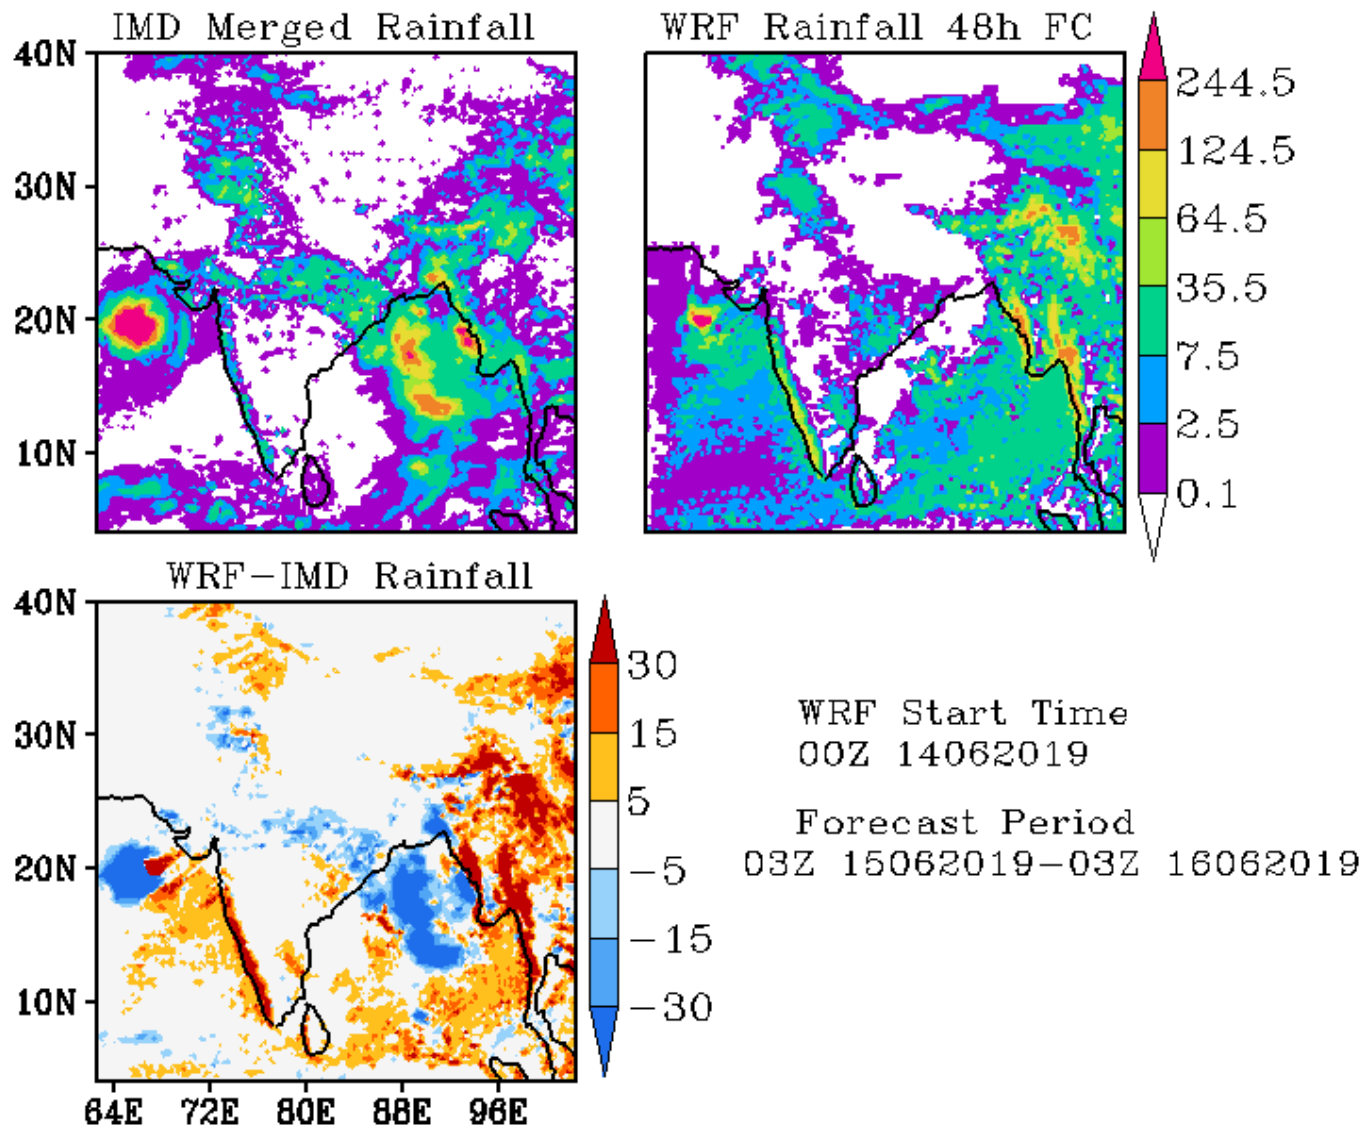 IMD Merged Rainfall
WRF Rainfall 48h FC
40N
30N
20N
10N
244.5
124.5
64.5
35.5
7.5
2.5
0.1
WRF-IMD Rainfall
40N
30N
20N
10N
64E 72E 80E 88E 96E
30
15
5
-5
-15
-30
WRF Start Time
00Z 14062019
Forecast Period
03Z 15062019-03Z 16062019